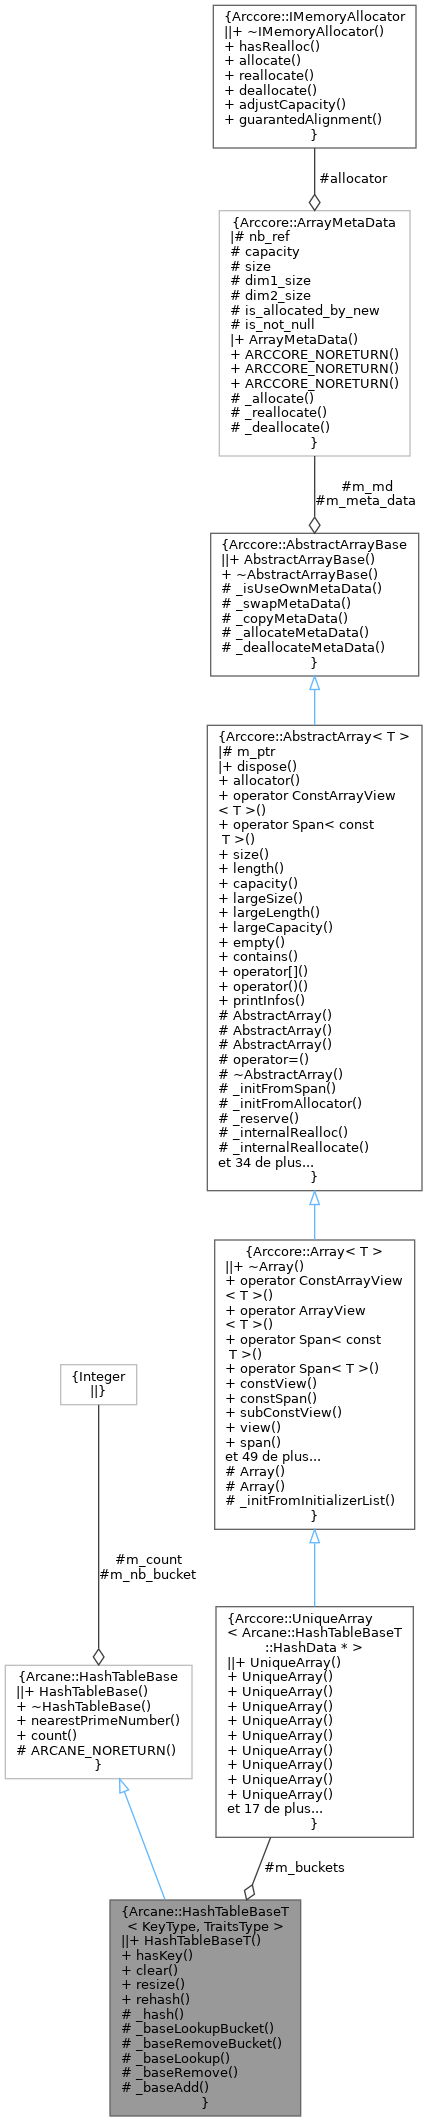 {Arccore::IMemoryAllocator
||+ ~IMemoryAllocator()
+ hasRealloc()
+ allocate()
+ reallocate()
+ deallocate()
+ adjustCapacity()
+ guarantedAlignment()
}
#allocator
{Arccore::ArrayMetaData
|# nb_ref
# capacity
# size
# dim1_size
# dim2_size
# is_allocated_by_new
# is_not_null
|+ ArrayMetaData()
+ ARCCORE_NORETURN()
+ ARCCORE_NORETURN()
+ ARCCORE_NORETURN()
# _allocate()
# _reallocate()
# _deallocate()
}
#m_md
#m_meta_data
{Arccore::AbstractArrayBase
||+ AbstractArrayBase()
+ ~AbstractArrayBase()
# _isUseOwnMetaData()
# _swapMetaData()
# _copyMetaData()
# _allocateMetaData()
# _deallocateMetaData()
}
{Arccore::AbstractArray< T >
|# m_ptr
|+ dispose()
+ allocator()
+ operator ConstArrayView
< T >()
+ operator Span< const
T >()
+ size()
+ length()
+ capacity()
+ largeSize()
+ largeLength()
+ largeCapacity()
+ empty()
+ contains()
+ operator[]()
+ operator()()
+ printInfos()
# AbstractArray()
# AbstractArray()
# AbstractArray()
# operator=()
# ~AbstractArray()
# _initFromSpan()
# _initFromAllocator()
# _reserve()
# _internalRealloc()
# _internalReallocate()
et 34 de plus...
}
{Arccore::Array< T >
||+ ~Array()
+ operator ConstArrayView
< T >()
+ operator ArrayView
< T >()
+ operator Span< const
T >()
+ operator Span< T >()
+ constView()
+ constSpan()
+ subConstView()
+ view()
+ span()
et 49 de plus...
# Array()
# Array()
# _initFromInitializerList()
}
{Integer
||}
#m_count
#m_nb_bucket
{Arccore::UniqueArray
< Arcane::HashTableBaseT
::HashData * >
||+ UniqueArray()
+ UniqueArray()
+ UniqueArray()
+ UniqueArray()
+ UniqueArray()
+ UniqueArray()
+ UniqueArray()
+ UniqueArray()
+ UniqueArray()
+ UniqueArray()
et 17 de plus...
}
{Arcane::HashTableBase
||+ HashTableBase()
+ ~HashTableBase()
+ nearestPrimeNumber()
+ count()
# ARCANE_NORETURN()
}
#m_buckets
{Arcane::HashTableBaseT
< KeyType, TraitsType >
||+ HashTableBaseT()
+ hasKey()
+ clear()
+ resize()
+ rehash()
# _hash()
# _baseLookupBucket()
# _baseRemoveBucket()
# _baseLookup()
# _baseRemove()
# _baseAdd()
}